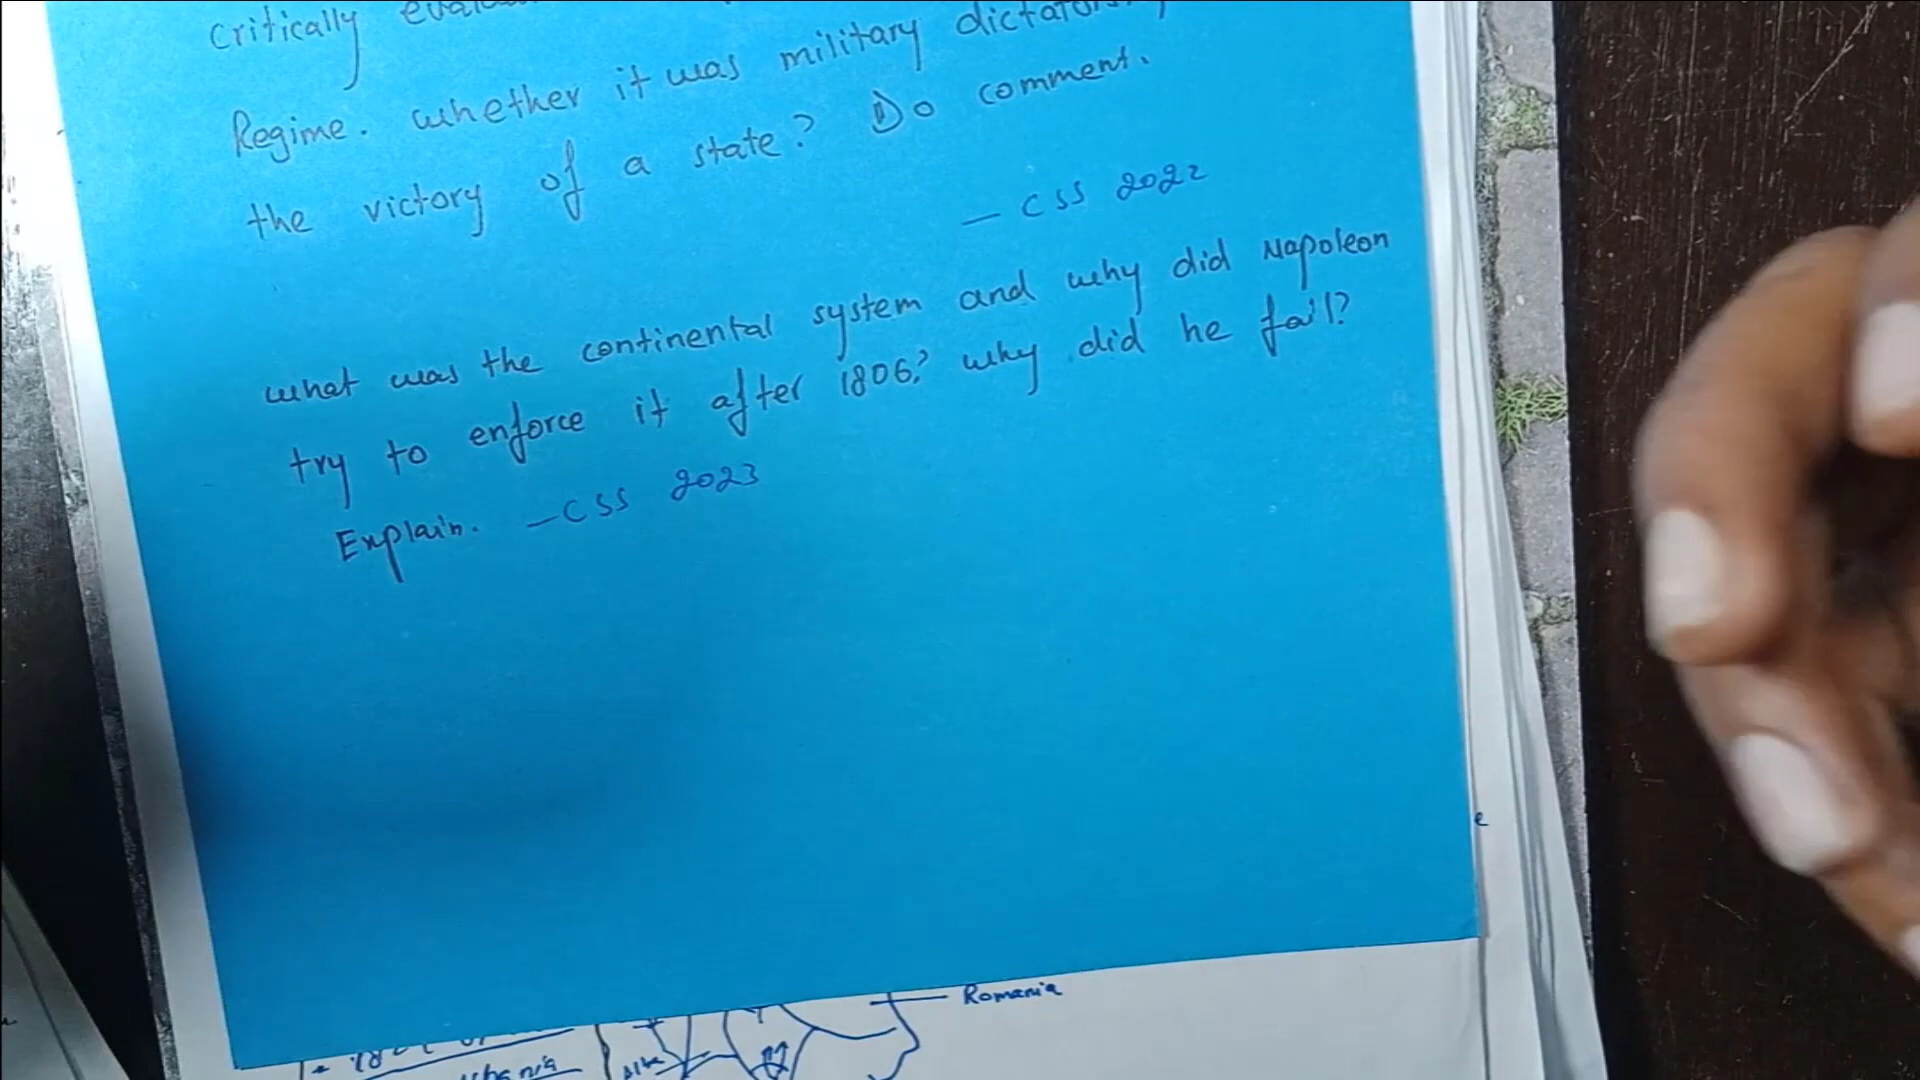 critically
Regime. whether it was military
the victory of a state? Do comment.
— CSS 2022
what was the continental system and why did Napoleon
try to enforce it after 1806? why did he fail?
Explain. — CSS 2023
e
Romania